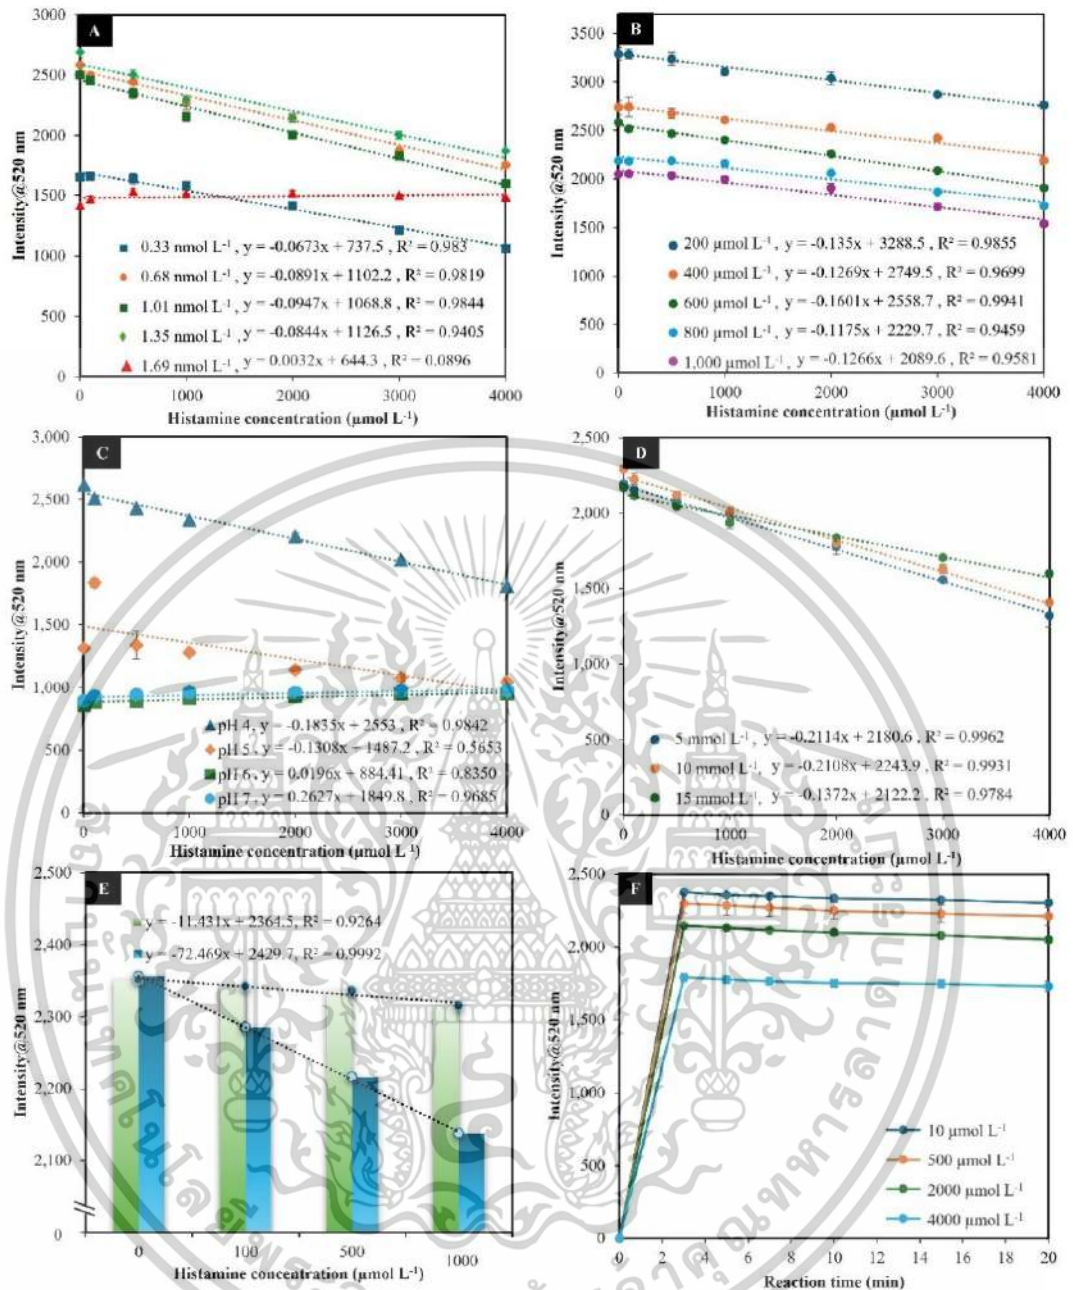 A
Intensity@520 nm
3000
2500
2000
1500
1000
500
0
0.33 nmol L⁻¹ , y = -0.0673x + 737.5, R² = 0.983
0.68 nmol L⁻¹ , y = -0.0891x + 1102.2, R² = 0.9819
1.01 nmol L⁻¹ , y = -0.0947x + 1068.8, R² = 0.9844
1.35 nmol L⁻¹ , y = -0.0844x + 1126.5, R² = 0.9405
1.69 nmol L⁻¹ , y = 0.0032x + 644.3 , R² = 0.0896
0 1000 2000 3000 4000
Histamine concentration (µmol L⁻¹)
B
Intensity@520 nm
3500
3000
2500
2000
1500
1000
500
0
200 µmol L⁻¹ , y = -0.135x + 3288.5 , R² = 0.9855
400 µmol L⁻¹ , y = -0.1269x + 2749.5, R² = 0.9699
600 µmol L⁻¹ , y = -0.1601x + 2558.7, R² = 0.9941
800 µmol L⁻¹ , y = -0.1175x + 2229.7, R² = 0.9459
1,000 µmol L⁻¹ , y = -0.1266x + 2089.6 , R² = 0.9581
0 1000 2000 3000 4000
Histamine concentration (µmol L⁻¹)
C
Intensity@520 nm
3,000
2,500
2,000
1,500
1,000
500
0
pH 4, y = -0.1835x + 2553 , R² = 0.9842
pH 5, y = -0.1308x + 1487.2 , R² = 0.5653
pH 6, y = 0.0196x + 884.41, R² = 0.8350
pH 7, y = 0.2627x + 1849.8 , R² = 0.9685
0 1000 2000 3000 4000
Histamine concentration (µmol L⁻¹)
D
Intensity@520 nm
2,500
2,000
1,500
1,000
500
0
5 mmol L⁻¹ , y = -0.2114x + 2180.6 , R² = 0.9962
10 mmol L⁻¹, y = -0.2108x + 2243.9 , R² = 0.9931
15 mmol L⁻¹, y = -0.1372x + 2122.2 , R² = 0.9784
0 1000 2000 3000 4000
Histamine concentration (µmol L⁻¹)
E
Intensity@520 nm
2,500
2,400
2,300
2,200
2,100
0
y = -11.431x + 2364.5, R² = 0.9264
y = -72.469x + 2429.7, R² = 0.9992
0 100 500 1000
Histamine concentration (µmol L⁻¹)
F
Intensity@520 nm
2,500
2,000
1,500
1,000
500
0
10 µmol L⁻¹
500 µmol L⁻¹
2000 µmol L⁻¹
4000 µmol L⁻¹
0 2 4 6 8 10 12 14 16 18 20
Reaction time (min)